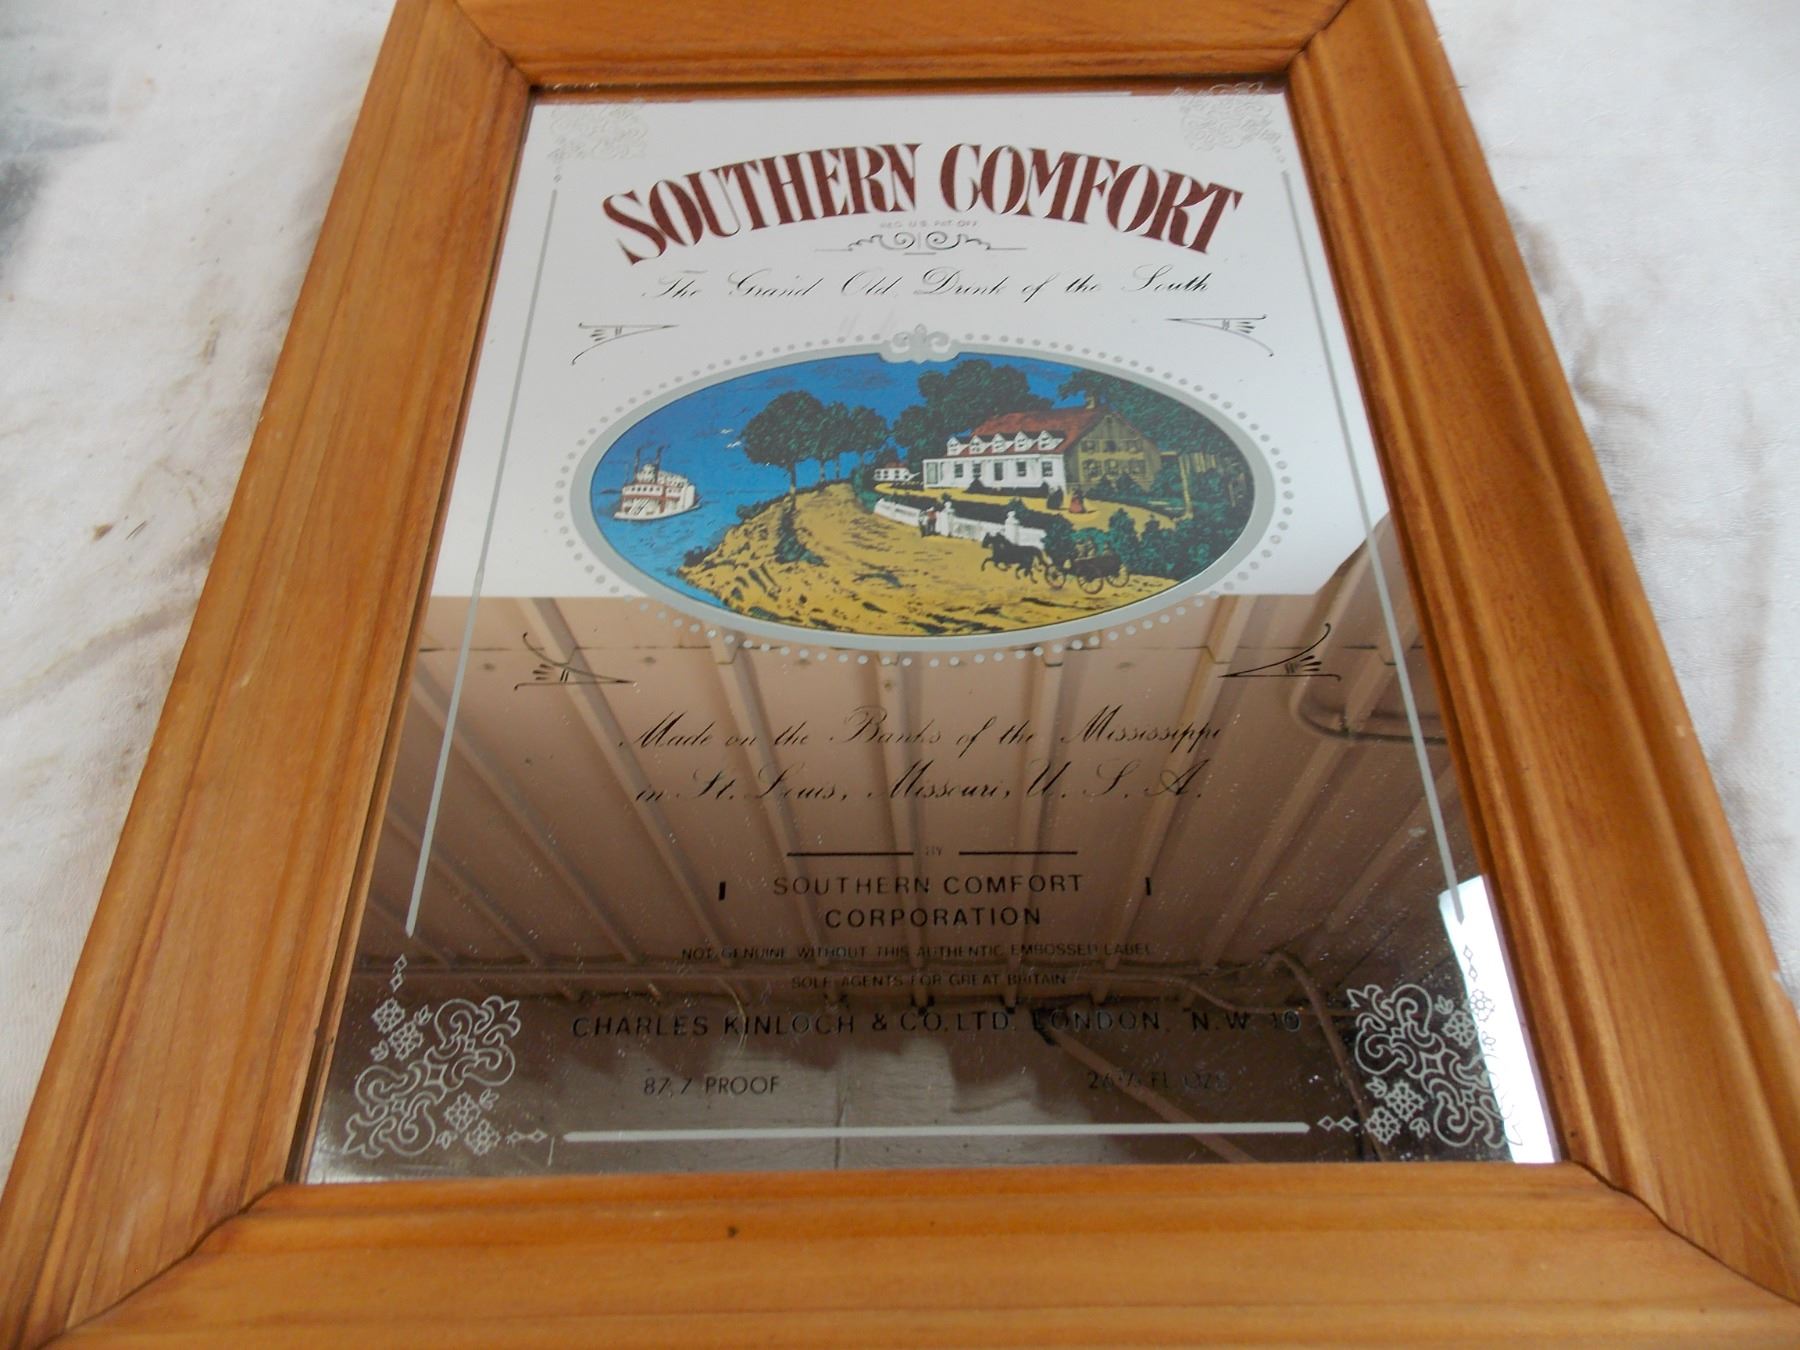 SOUTHERN COMFORT
REG. U.S. PAT. OFF.
The Grand Old Drink of the South
Made on the Banks of the Mississippi
in St. Louis, Missouri, U. S. A.
BY
SOUTHERN COMFORT
CORPORATION
NOT GENUINE WITHOUT THIS AUTHENTIC EMBOSSED LABEL
SOLE AGENTS FOR GREAT BRITAIN
CHARLES KINLOCH & CO. LTD. LONDON, N.W. 10
87.7 PROOF
FL OZS